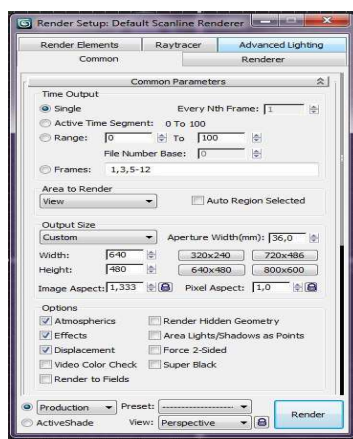 Render Setup: Default Scanline Renderer
Render Elements Raytracer Advanced Lighting
Common Renderer
Common Parameters
Time Output
Single Every Nth Frame: 1
Active Time Segment: 0 To 100
Range: 0 To 100
File Number Base: 0
Frames: 1,3,5-12
Area to Render
View Auto Region Selected
Output Size
Custom Aperture Width(mm): 36,0
Width: 640 320x240 720x486
Height: 480 640x480 800x600
Image Aspect: 1,333 Pixel Aspect: 1,0
Options
Atmospherics Render Hidden Geometry
Effects Area Lights/Shadows as Points
Displacement Force 2-Sided
Video Color Check Super Black
Render to Fields
Production Preset: --------------------
ActiveShade View: Perspective Render